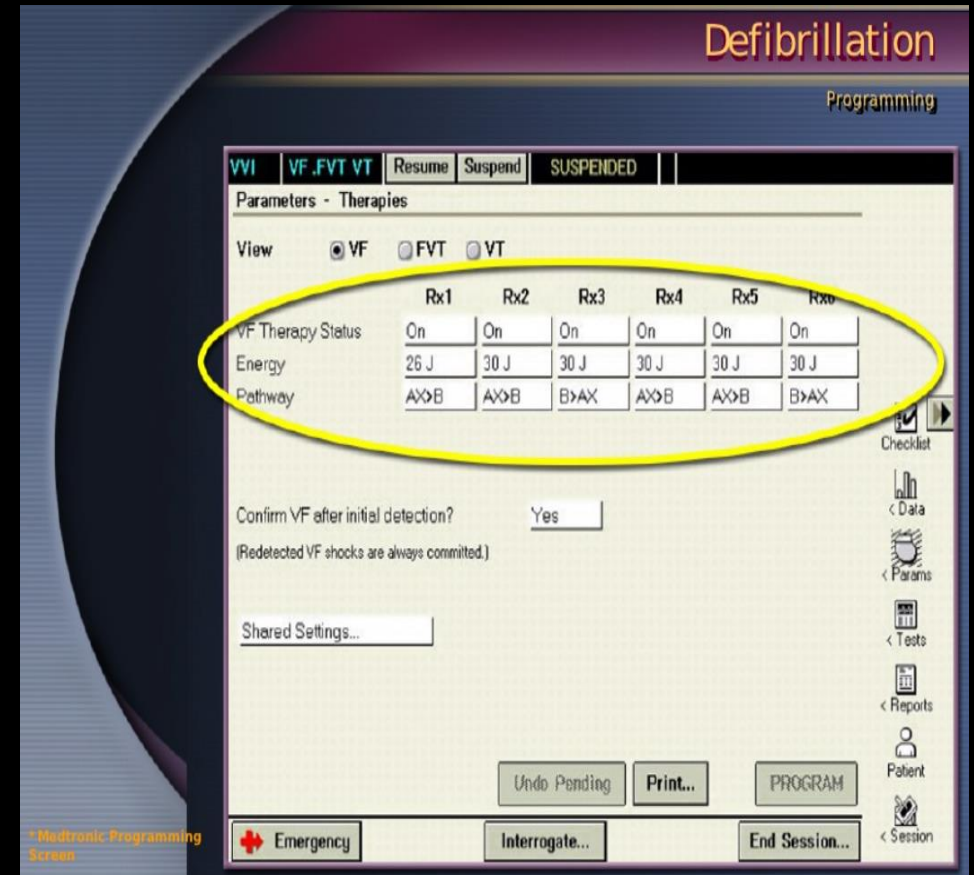 Defibrillation
Programming
VVI VF .FVT VT Resume Suspend SUSPENDED
Parameters - Therapies
View VF FVT VT
Rx1 Rx2 Rx3 Rx4 Rx5 Rx6
VF Therapy Status On On On On On On
Energy 26 J 30 J 30 J 30 J 30 J 30 J
Pathway AX>B AX>B B>AX AX>B AX>B B>AX
Checklist
< Data
Confirm VF after initial detection? Yes
(Redetected VF shocks are always committed.)
< Params
Shared Settings...
< Tests
< Reports
Patient
Undo Pending Print... PROGRAM
< Session
Emergency Interrogate... End Session...
* Medtronic Programming
Screen